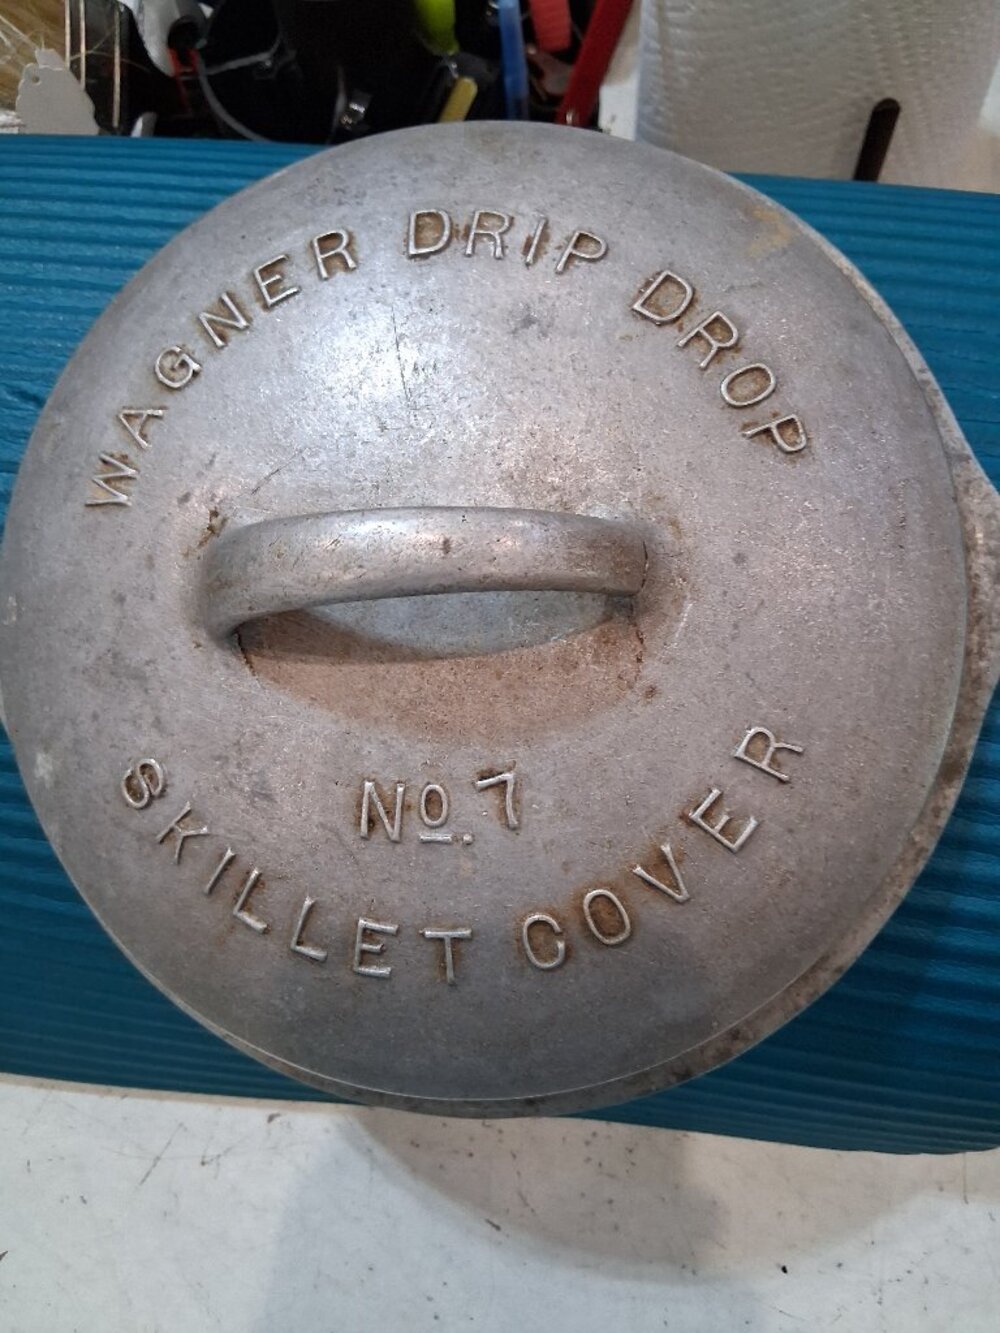 WAGNER DRIP DROP
No. 7
SKILLET COVER